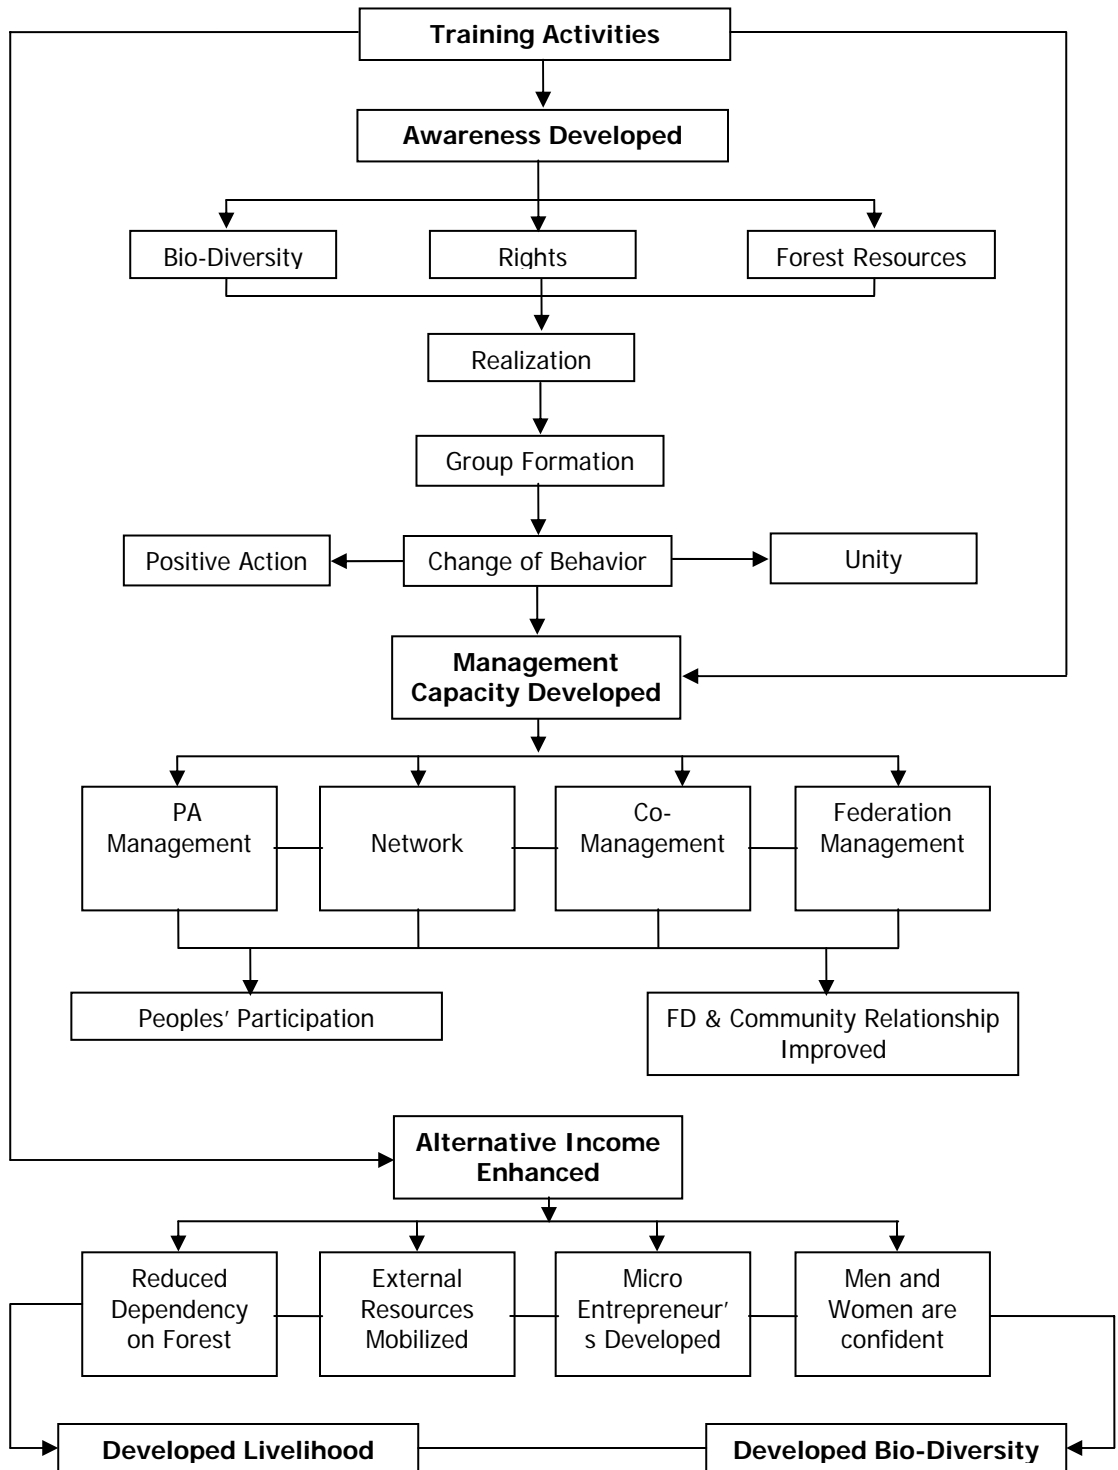 Training Activities
Awareness Developed
Bio-Diversity
Rights
Forest Resources
Realization
Group Formation
Positive Action
Change of Behavior
Unity
Management
Capacity Developed
PA
Management
Network
Co-
Management
Federation
Management
Peoples' Participation
FD & Community Relationship
Improved
Alternative Income
Enhanced
Reduced
Dependency
on Forest
External
Resources
Mobilized
Micro
Entrepreneur'
s Developed
Men and
Women are
confident
Developed Livelihood
Developed Bio-Diversity